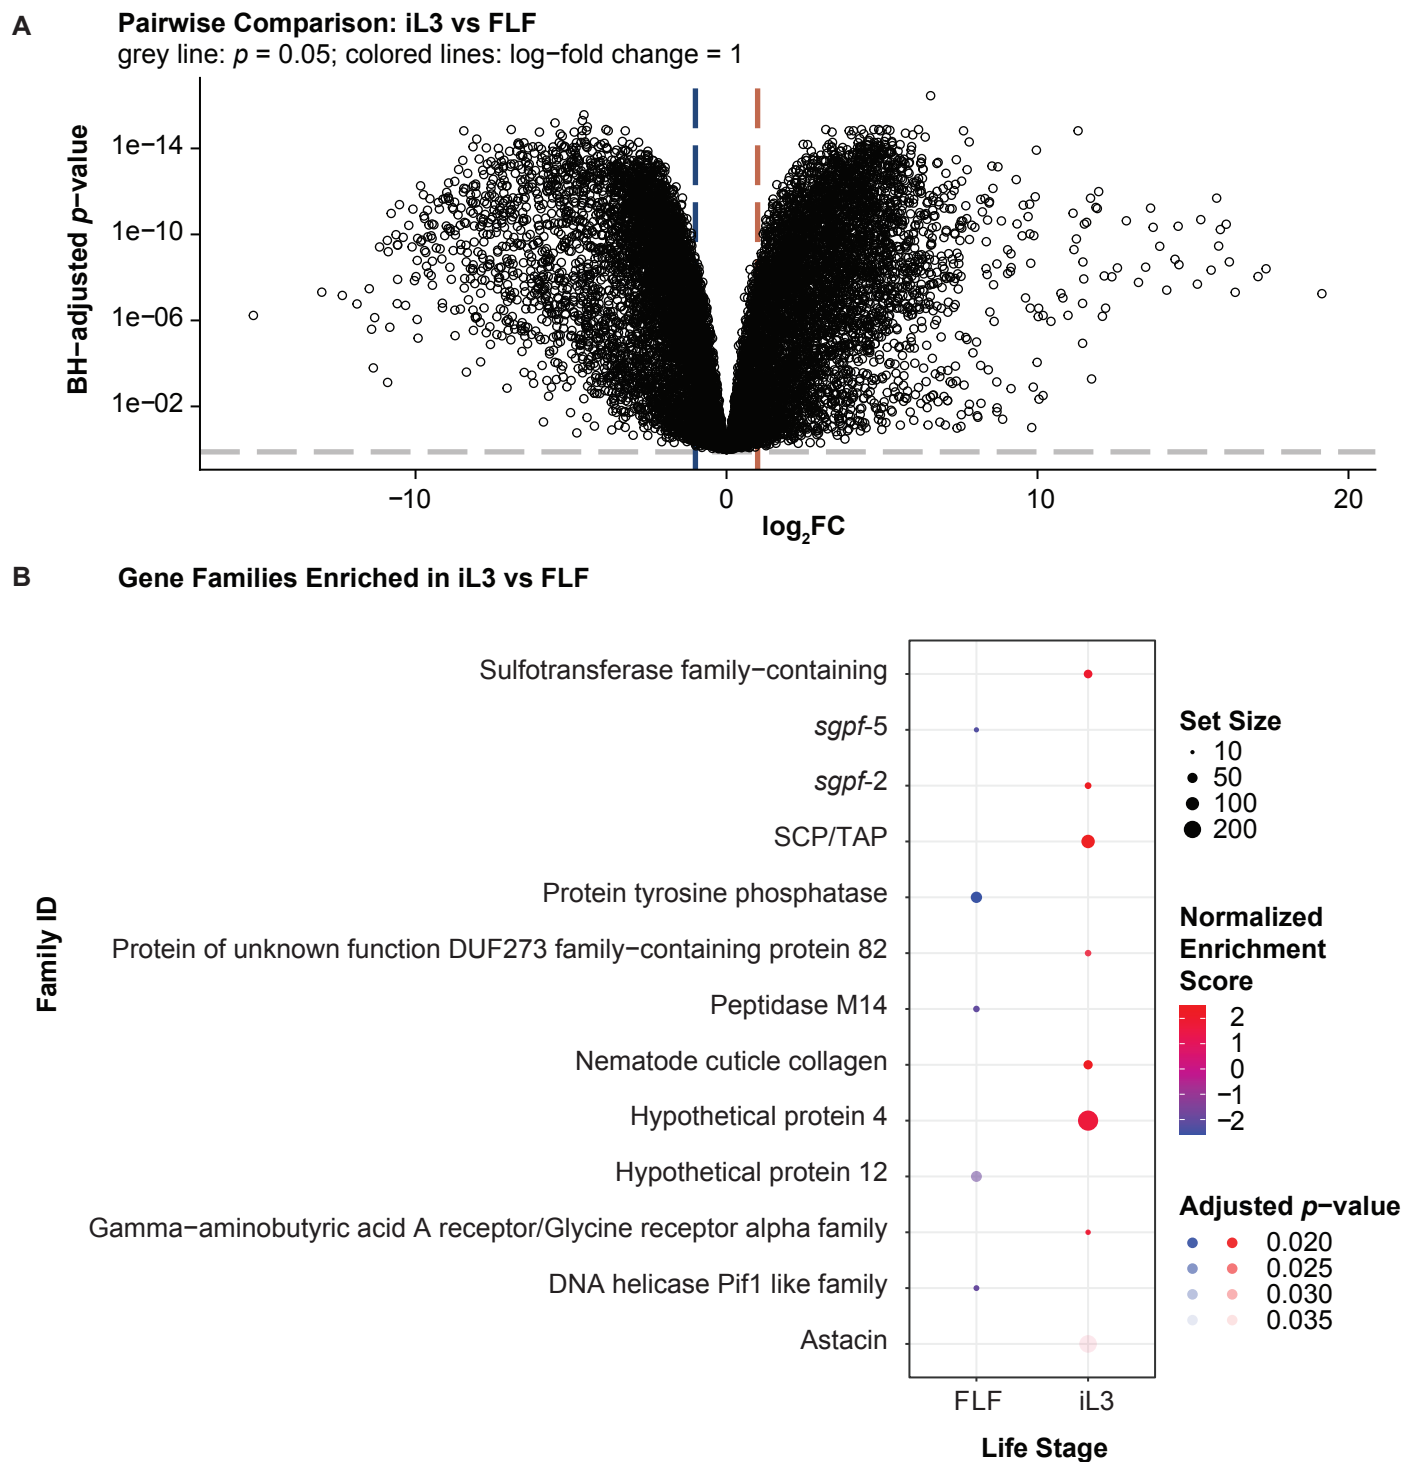 A
Pairwise Comparison: iL3 vs FLF
grey line: p = 0.05; colored lines: log−fold change = 1
BH−adjusted p−value
1e−14
1e−10
1e−06
1e−02
−10
0
10
20
log2FC
B
Gene Families Enriched in iL3 vs FLF
Family ID
Sulfotransferase family−containing
sgpf-5
sgpf-2
SCP/TAP
Protein tyrosine phosphatase
Protein of unknown function DUF273 family−containing protein 82
Peptidase M14
Nematode cuticle collagen
Hypothetical protein 4
Hypothetical protein 12
Gamma−aminobutyric acid A receptor/Glycine receptor alpha family
DNA helicase Pif1 like family
Astacin
FLF
iL3
Life Stage
Set Size
10
50
100
200
Normalized
Enrichment
Score
2
1
0
−1
−2
Adjusted p−value
0.020
0.025
0.030
0.035